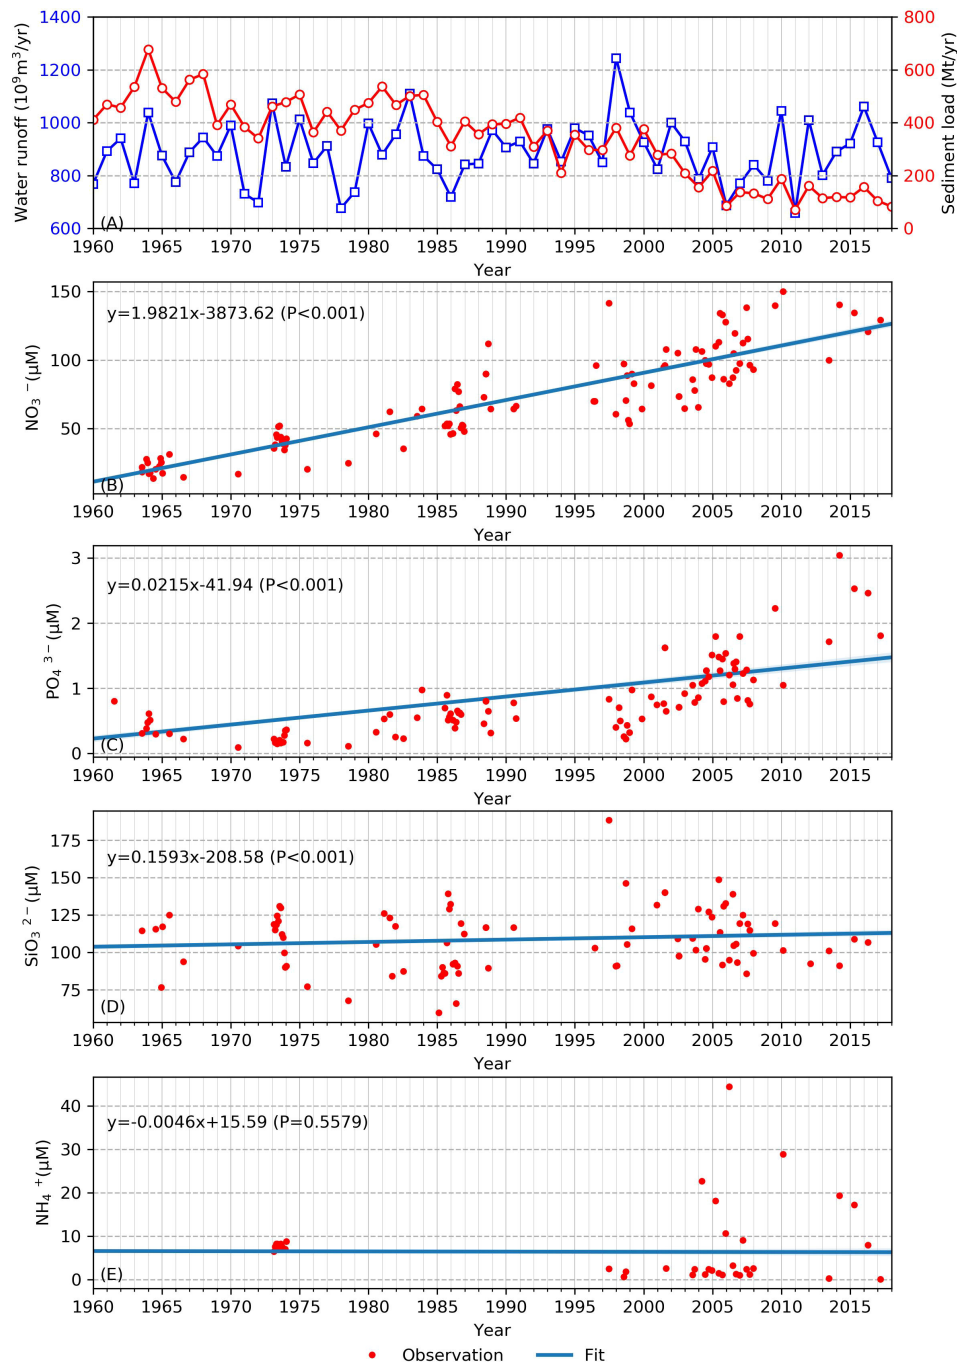 1400
1200
1000
800
600
Water runoff (10⁹m³/yr)
800
600
400
200
0
Sediment load (Mt/yr)
(A)
1960 1965 1970 1975 1980 1985 1990 1995 2000 2005 2010 2015
Year
150
100
50
NO₃ ⁻(μM)
y=1.9821x-3873.62 (P<0.001)
(B)
1960 1965 1970 1975 1980 1985 1990 1995 2000 2005 2010 2015
Year
3
2
1
0
PO₄ ³⁻(μM)
y=0.0215x-41.94 (P<0.001)
(C)
1960 1965 1970 1975 1980 1985 1990 1995 2000 2005 2010 2015
Year
175
150
125
100
75
SiO₃ ²⁻(μM)
y=0.1593x-208.58 (P<0.001)
(D)
1960 1965 1970 1975 1980 1985 1990 1995 2000 2005 2010 2015
Year
40
30
20
10
0
NH₄ ⁺(μM)
y=-0.0046x+15.59 (P=0.5579)
(E)
1960 1965 1970 1975 1980 1985 1990 1995 2000 2005 2010 2015
Year
Observation Fit